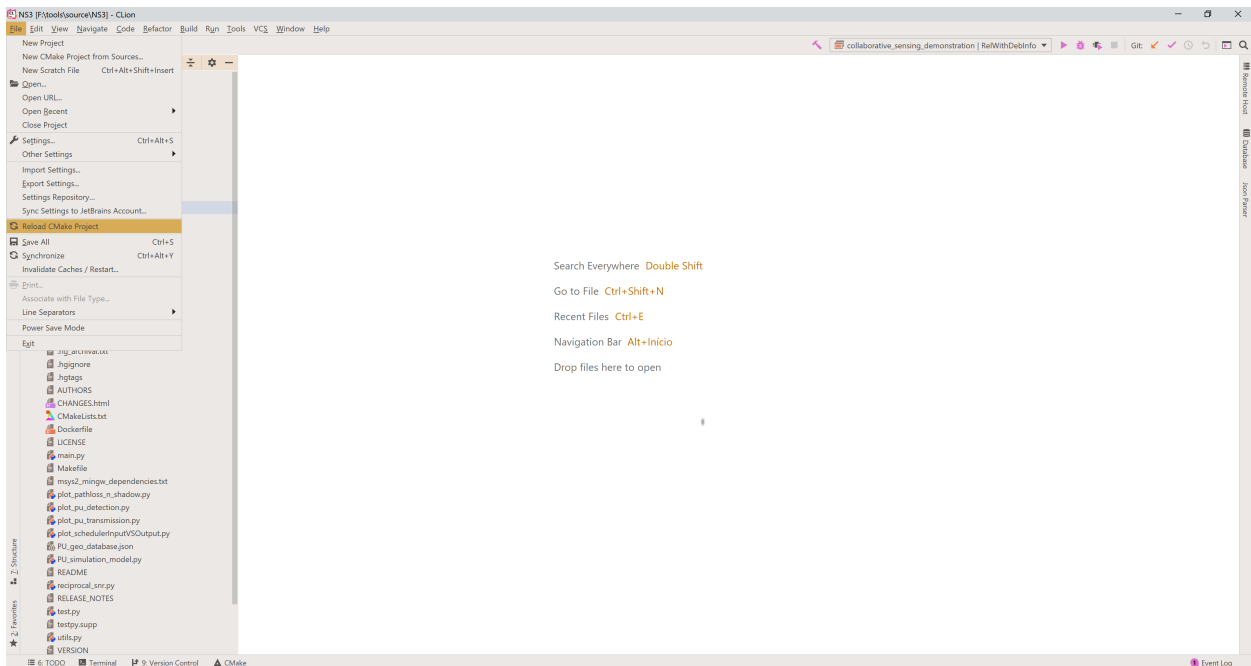 NS3 [F:\tools\source\NS3] - CLion
File Edit View Navigate Code Refactor Build Run Tools VCS Window Help
collaborative_sensing_demonstration | RelWithDebInfo
Git:
New Project
New CMake Project from Sources...
New Scratch File Ctrl+Alt+Shift+Insert
Open...
Open URL...
Open Recent
Close Project
Settings... Ctrl+Alt+S
Other Settings
Import Settings...
Export Settings...
Settings Repository...
Sync Settings to JetBrains Account...
Reload CMake Project
Save All Ctrl+S
Synchronize Ctrl+Alt+Y
Invalidate Caches / Restart...
Print...
Associate with File Type...
Line Separators
Power Save Mode
Exit
.hg_archival.txt
.hgignore
.hgtags
AUTHORS
CHANGES.html
CMakeLists.txt
Dockerfile
LICENSE
main.py
Makefile
msys2_mingw_dependencies.txt
plot_pathloss_n_shadow.py
plot_pu_detection.py
plot_pu_transmission.py
plot_schedulerInputVSOutput.py
PU_geo_database.json
PU_simulation_model.py
README
reciprocal_snr.py
RELEASE_NOTES
test.py
testpy.supp
utils.py
VERSION
Search Everywhere Double Shift
Go to File Ctrl+Shift+N
Recent Files Ctrl+E
Navigation Bar Alt+Início
Drop files here to open
Remote Host
Database
Json Parser
7: Structure
2: Favorites
6: TODO Terminal 9: Version Control CMake
1 Event Log